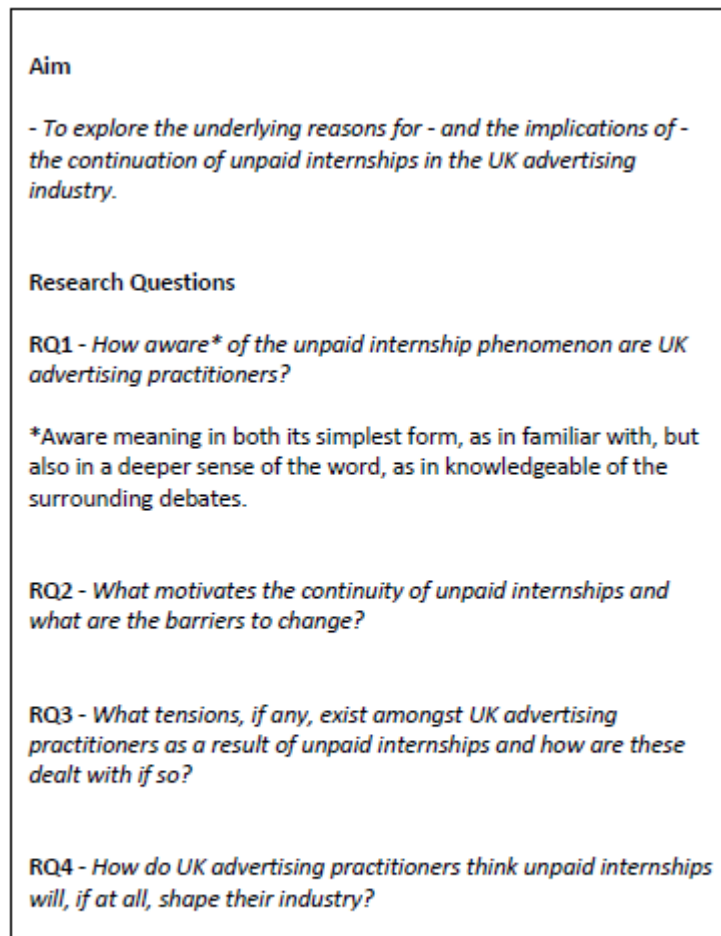 Aim
- To explore the underlying reasons for - and the implications of -
the continuation of unpaid internships in the UK advertising
industry.
Research Questions
RQ1 - How aware* of the unpaid internship phenomenon are UK
advertising practitioners?
*Aware meaning in both its simplest form, as in familiar with, but
also in a deeper sense of the word, as in knowledgeable of the
surrounding debates.
RQ2 - What motivates the continuity of unpaid internships and
what are the barriers to change?
RQ3 - What tensions, if any, exist amongst UK advertising
practitioners as a result of unpaid internships and how are these
dealt with if so?
RQ4 - How do UK advertising practitioners think unpaid internships
will, if at all, shape their industry?